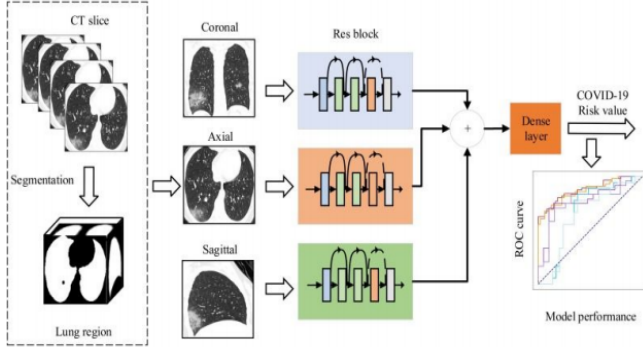 CT slice
Segmentation
Lung region
Coronal
Axial
Sagittal
Res block
+
Dense
layer
COVID-19
Risk value
ROC curve
Model performance